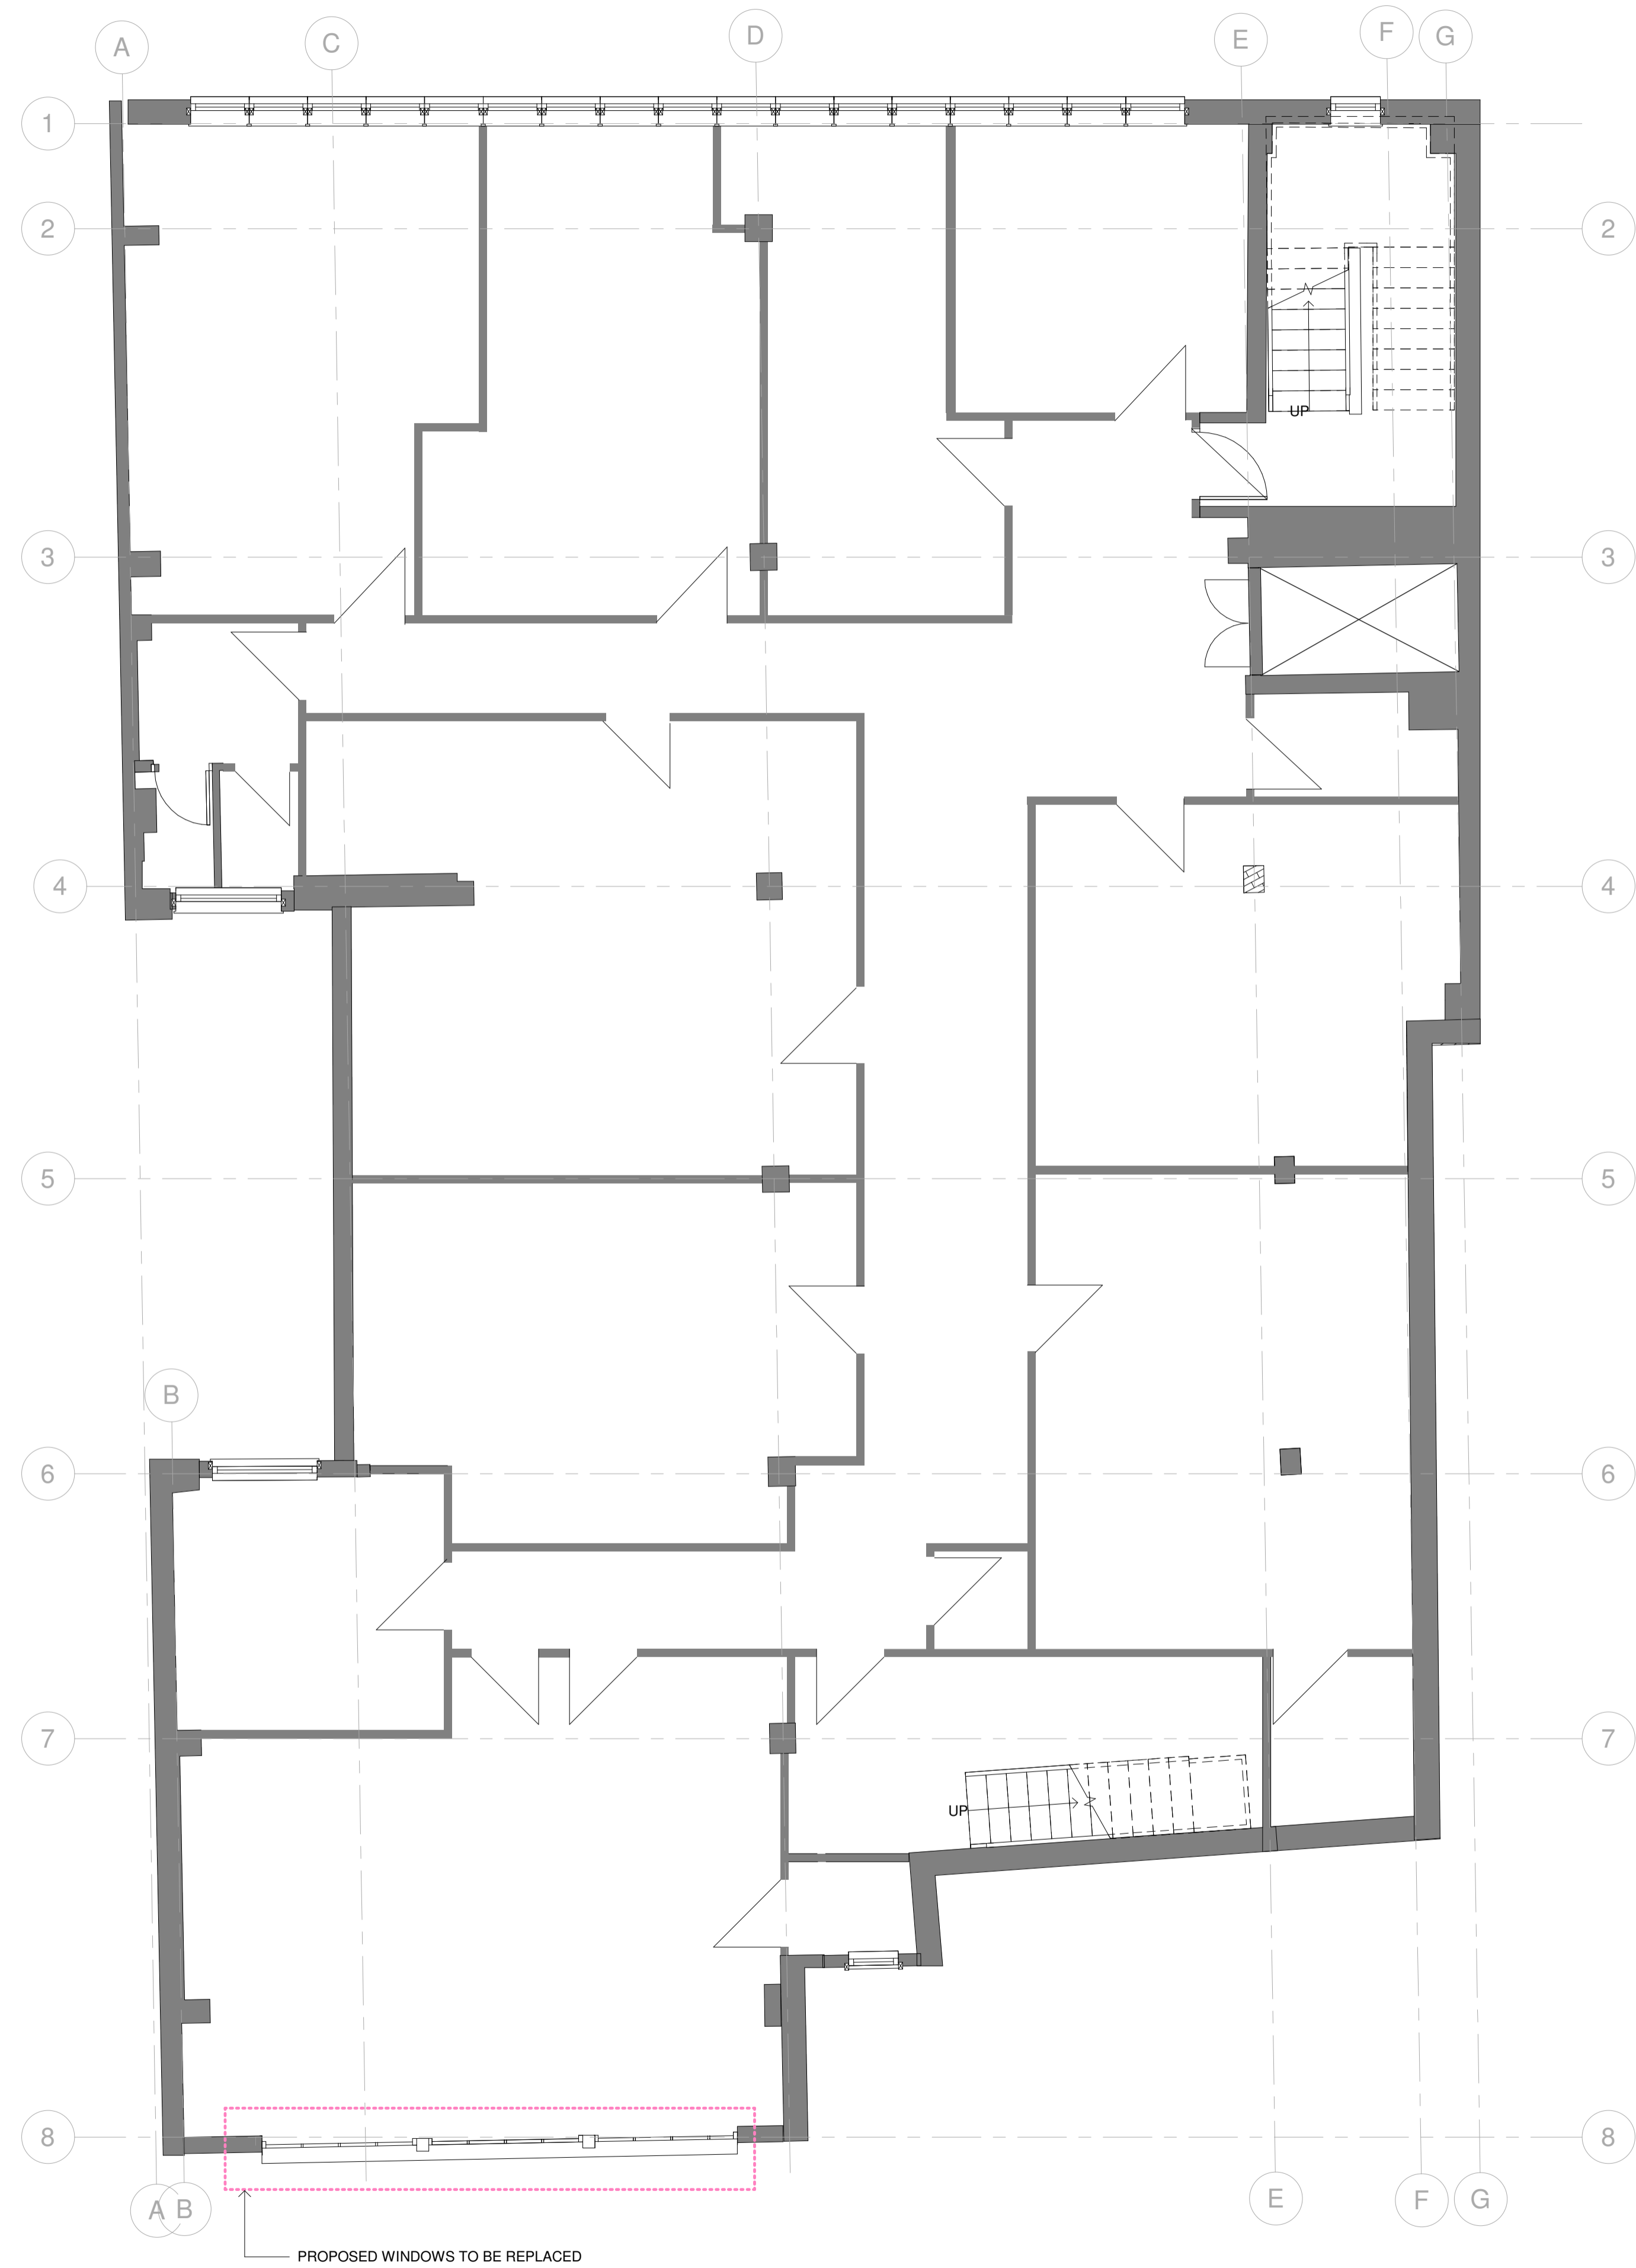 A C D E F G
1
2 2
UP
3 3
4 4
5 5
B
6 6
7 7
UP
8 8
A B E F G
PROPOSED WINDOWS TO BE REPLACED